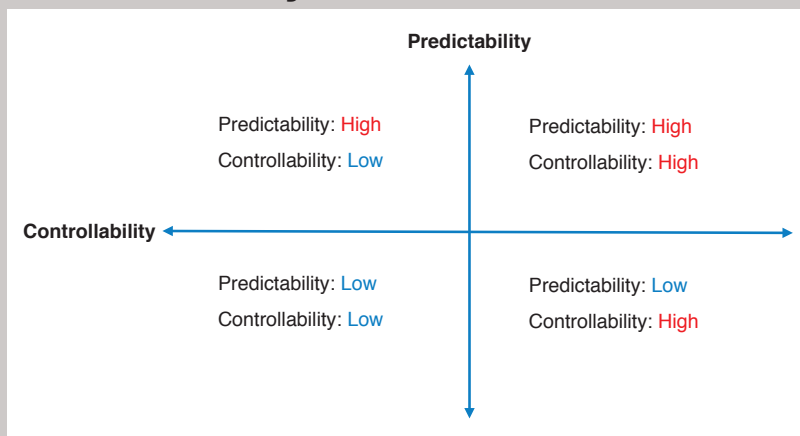 Predictability
Predictability: High
Controllability: Low
Predictability: High
Controllability: High
Controllability
Predictability: Low
Controllability: Low
Predictability: Low
Controllability: High